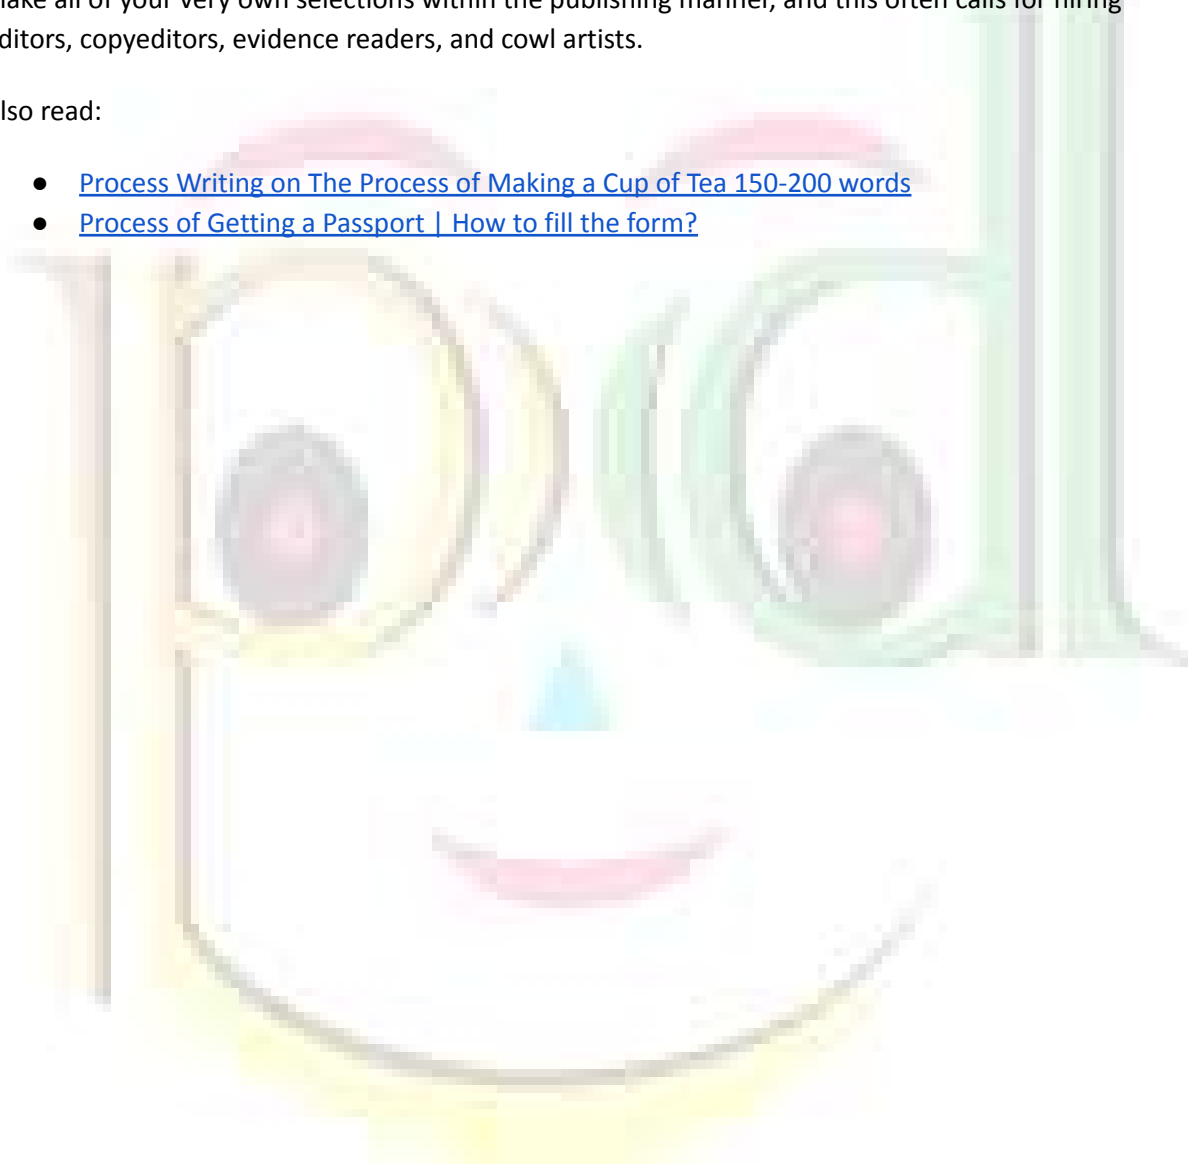 ake all of your very own selections within the publishing manner, and this often calls for hiring
ditors, copyeditors, evidence readers, and cowl artists.
lso read:
● Process Writing on The Process of Making a Cup of Tea 150-200 words
● Process of Getting a Passport | How to fill the form?